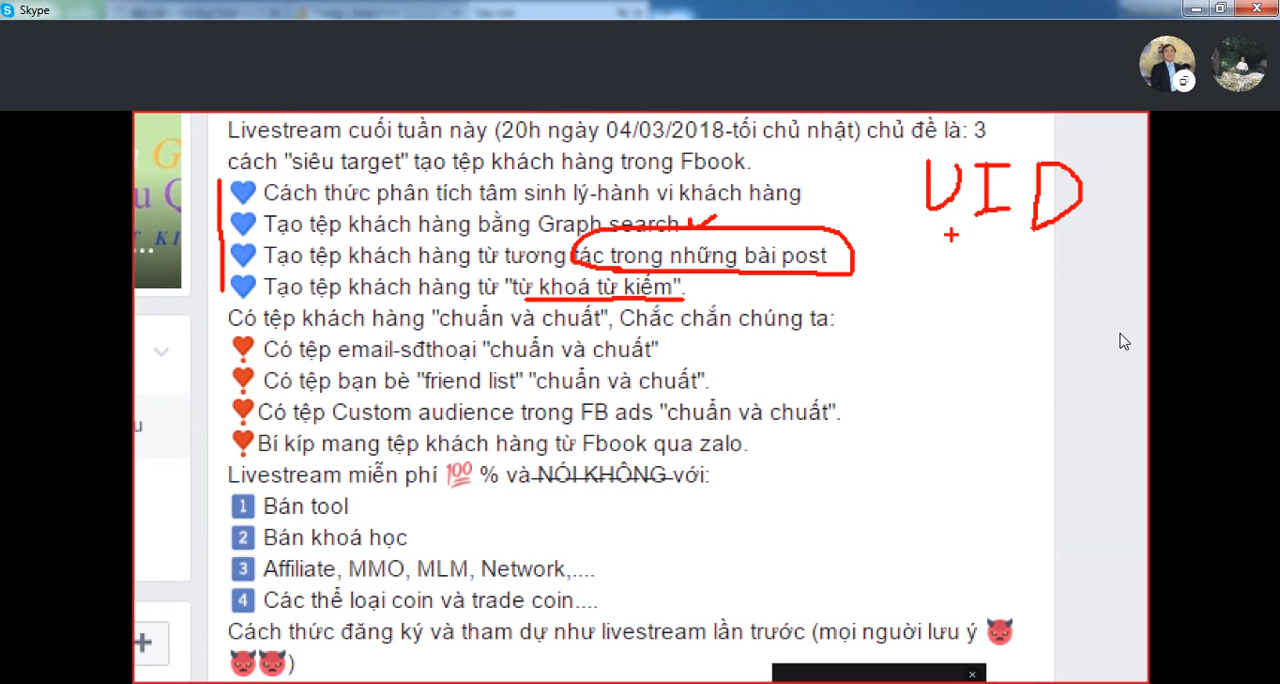 Skype
Livestream cuối tuần này (20h ngày 04/03/2018-tối chủ nhật) chủ đề là: 3
cách "siêu target" tạo tệp khách hàng trong Fbook.
💙 Cách thức phân tích tâm sinh lý-hành vi khách hàng
💙 Tạo tệp khách hàng bằng Graph search
💙 Tạo tệp khách hàng từ tương tác trong những bài post
💙 Tạo tệp khách hàng từ "từ khoá từ kiếm".
UID
Có tệp khách hàng "chuẩn và chuất", Chắc chắn chúng ta:
❣ Có tệp email-sđthoại "chuẩn và chuất"
❣ Có tệp bạn bè "friend list" "chuẩn và chuất".
❣Có tệp Custom audience trong FB ads "chuẩn và chuất".
❣Bí kíp mang tệp khách hàng từ Fbook qua zalo.
Livestream miễn phí 💯 % và ̶N̶Ó̶I̶ ̶K̶H̶Ô̶N̶G̶ ̶với:
1 Bán tool
2 Bán khoá học
3 Affiliate, MMO, MLM, Network,....
4 Các thể loại coin và trade coin....
Cách thức đăng ký và tham dự như livestream lần trước (mọi người lưu ý 👿
👿👿)